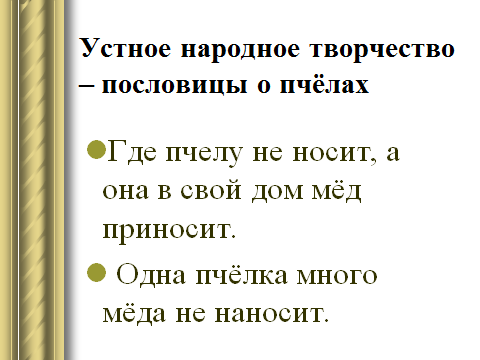 Устное народное творчество
– пословицы о пчёлах
Где пчелу не носит, а
она в свой дом мёд
приносит.
Одна пчёлка много
мёда не наносит.